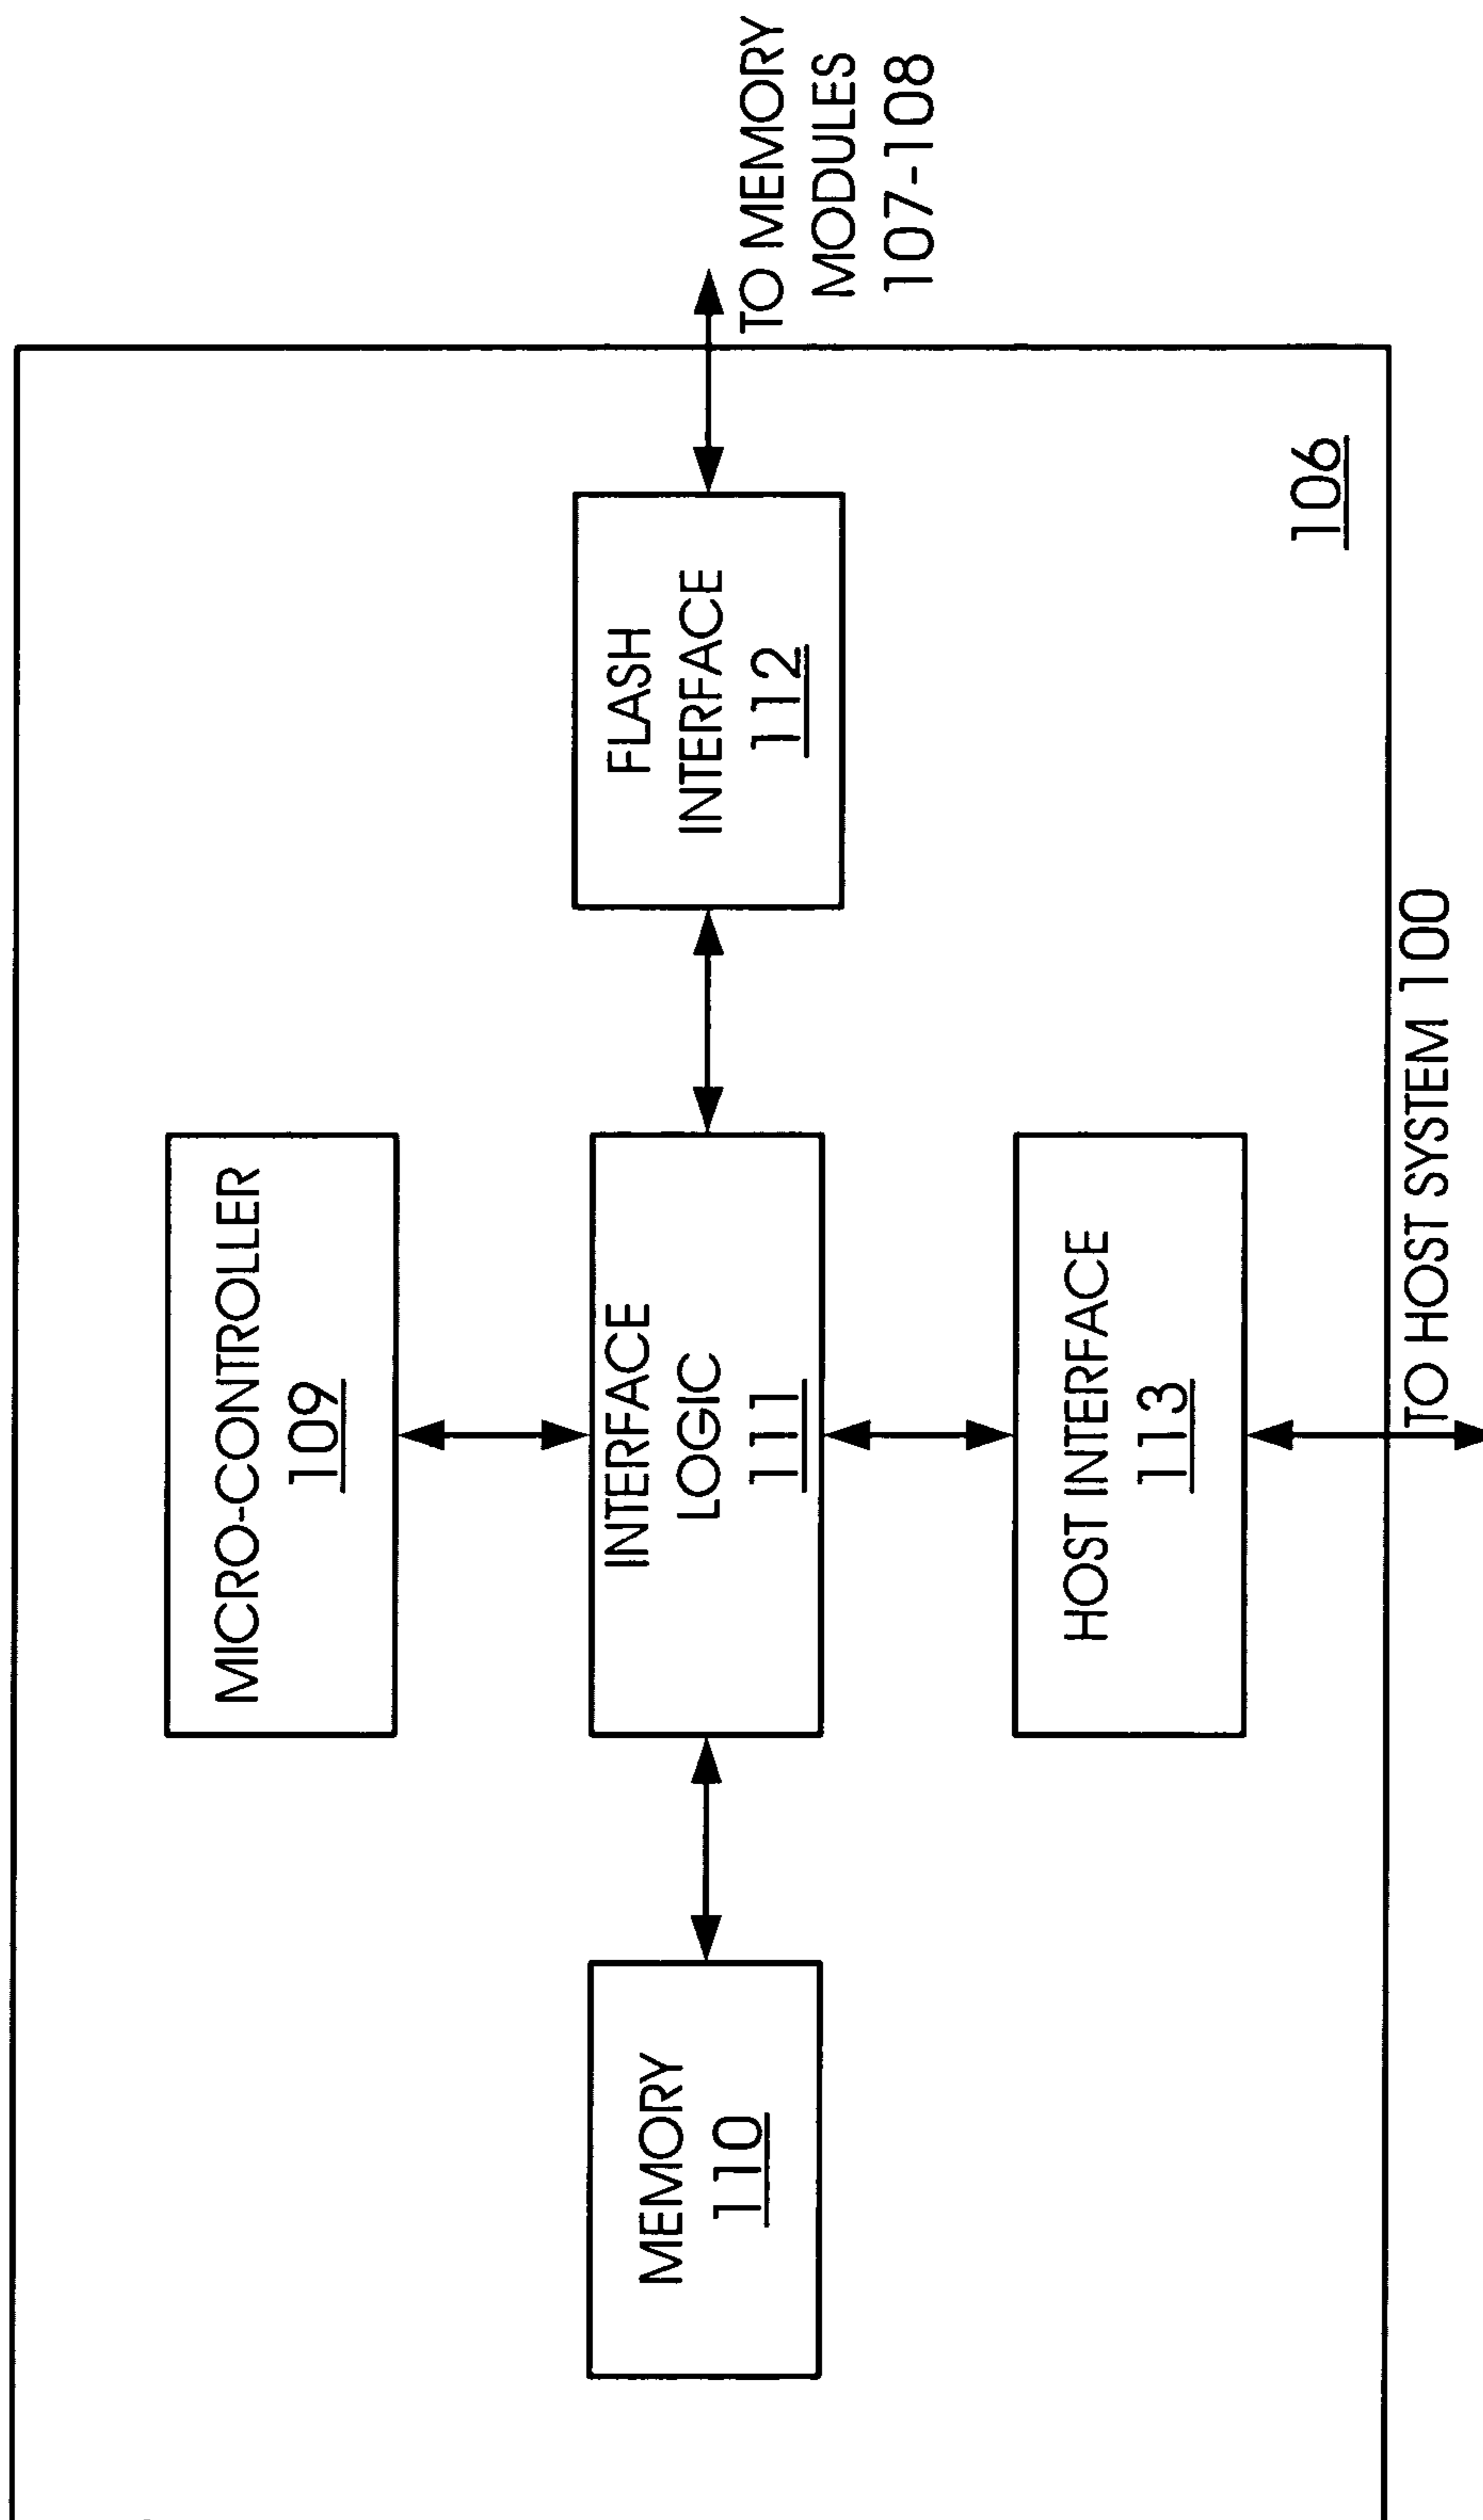 MICRO-CONTROLLER
109
MEMORY
110
INTERFACE
LOGIC
111
FLASH
INTERFACE
112
TO MEMORY
MODULES
107-108
HOST INTERFACE
113
106
TO HOST SYSTEM 100